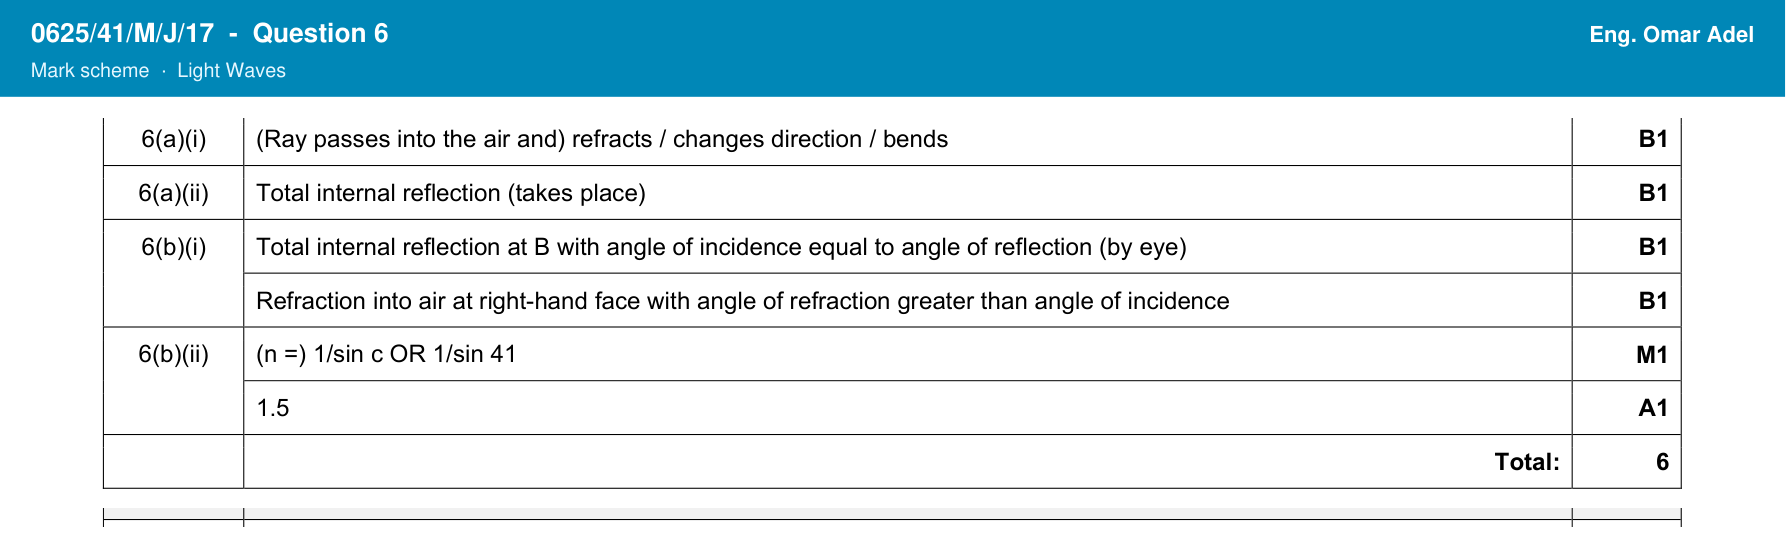 0625/41/M/J/17 - Question 6
Eng. Omar Adel
Mark scheme · Light Waves
6(a)(i) (Ray passes into the air and) refracts / changes direction / bends B1
6(a)(ii) Total internal reflection (takes place) B1
6(b)(i) Total internal reflection at B with angle of incidence equal to angle of reflection (by eye) B1
Refraction into air at right-hand face with angle of refraction greater than angle of incidence B1
6(b)(ii) (n =) 1/sin c OR 1/sin 41 M1
1.5 A1
Total: 6